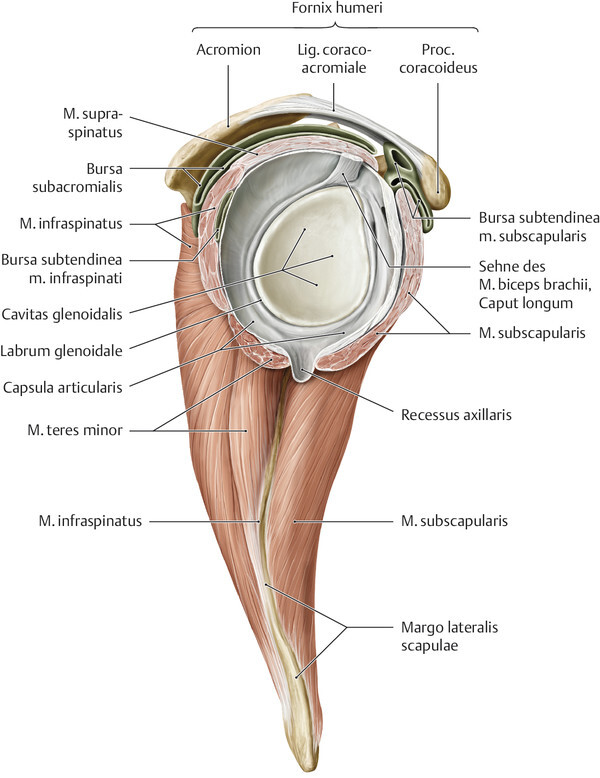 Fornix humeri
Acromion
Lig. coraco-
acromiale
Proc.
coracoideus
M. supra-
spinatus
Bursa
subacromialis
M. infraspinatus
Bursa subtendinea
m. infraspinati
Cavitas glenoidalis
Labrum glenoidale
Capsula articularis
M. teres minor
M. infraspinatus
Bursa subtendinea
m. subscapularis
Sehne des
M. biceps brachii,
Caput longum
M. subscapularis
Recessus axillaris
M. subscapularis
Margo lateralis
scapulae